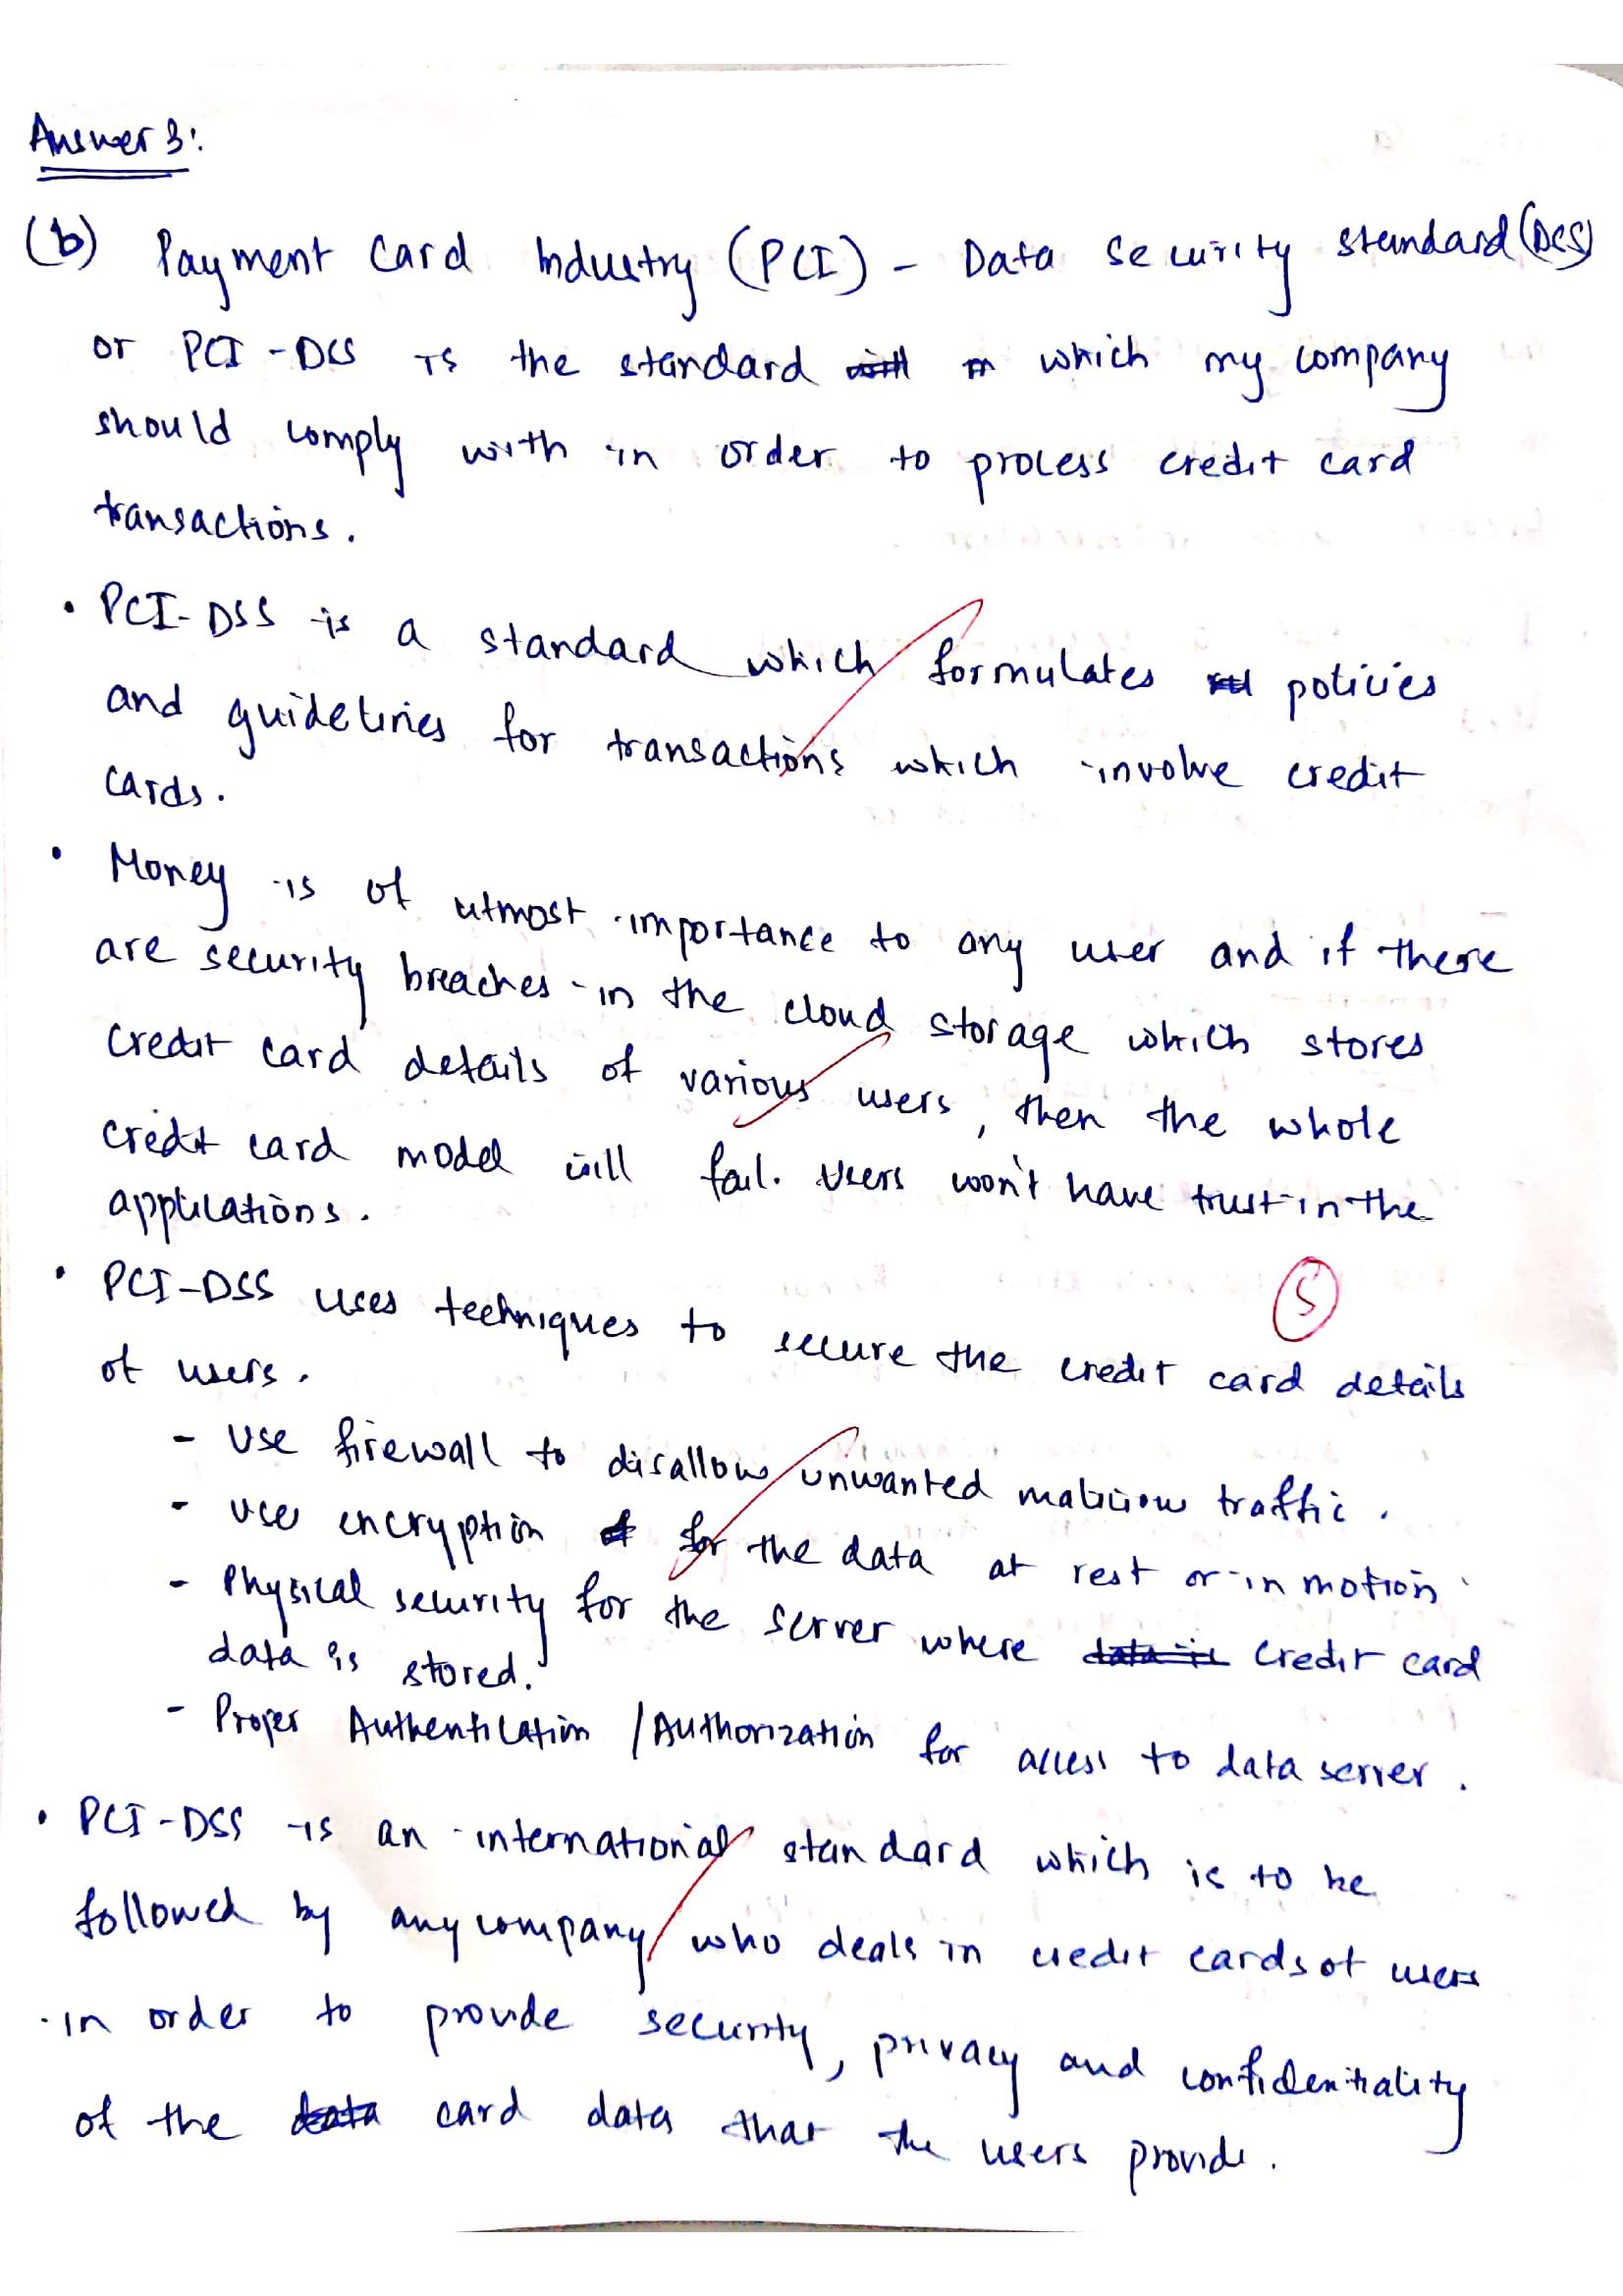 Answer 3:
(b) Payment Card Industry (PCI) - Data Security standard (DCS)
or PCI-DCS is the standard which my company
should comply with in order to process credit card
transactions.
• PCI-DSS is a standard which formulates policies
and guidelines for transactions which involve credit
cards.
• Money is of utmost importance to any user and if there
are security breaches in the cloud storage which stores
credit card details of various users, then the whole
credit card model will fail. Users won't have trust in the
applications.
5
• PCI-DSS uses techniques to secure the credit card details
of users.
- Use firewall to disallow unwanted malicious traffic.
- Use encryption for the data at rest or in motion.
- Physical security for the server where data is credit card
data is stored.
- Proper Authentication / Authorization for access to data server.
• PCI-DSS is an international standard which is to be
followed by any company who deals in credit cards of users
in order to provide security, privacy and confidentiality
of the data card data that the users provide.